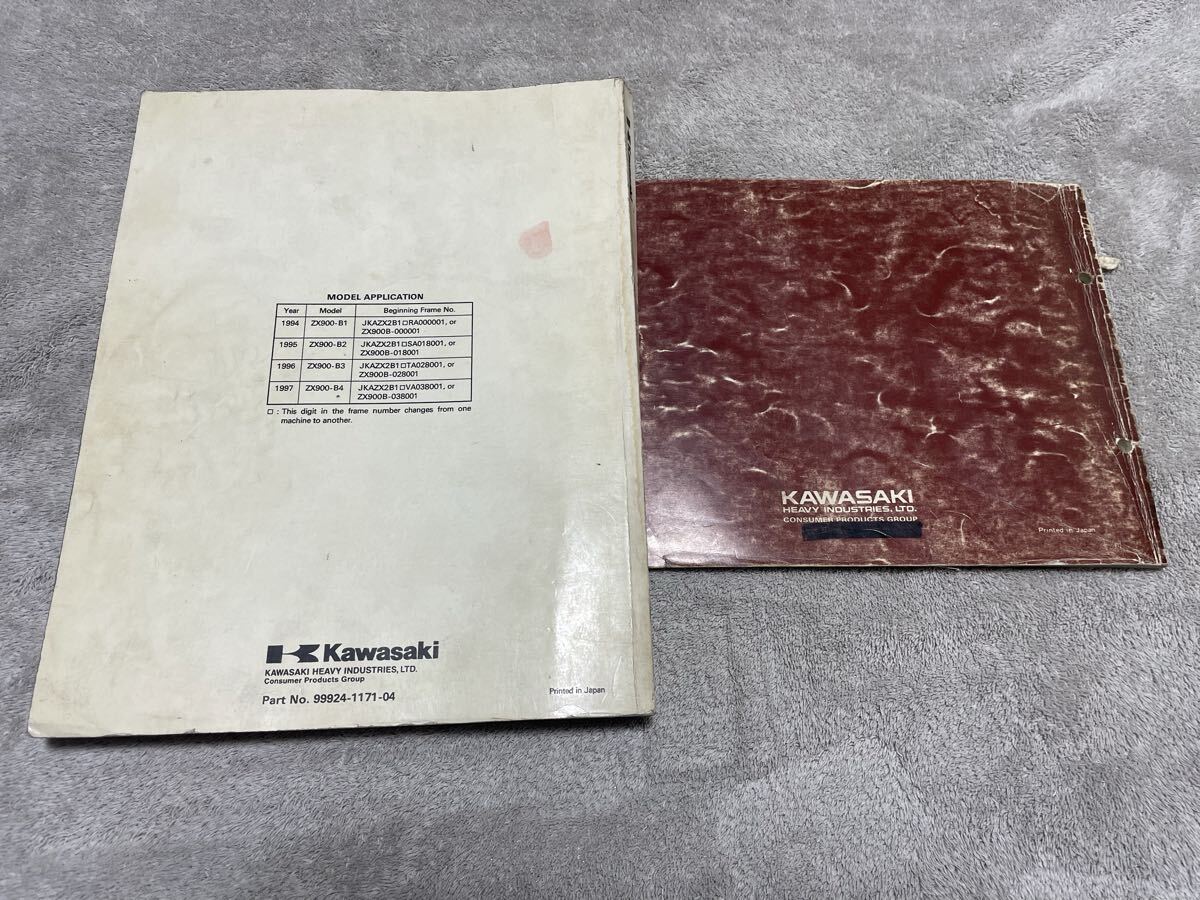 MODEL APPLICATION
Year Model Beginning Frame No.
1994 ZX900-B1 JKAZX2B1□RA000001, or
ZX900B-000001
1995 ZX900-B2 JKAZX2B1□SA018001, or
ZX900B-018001
1996 ZX900-B3 JKAZX2B1□TA028001, or
ZX900B-028001
1997 ZX900-B4 JKAZX2B1□VA038001, or
ZX900B-038001
□ : This digit in the frame number changes from one
machine to another.
Kawasaki
KAWASAKI HEAVY INDUSTRIES, LTD.
Consumer Products Group
Part No. 99924-1171-04
Printed in Japan
KAWASAKI
HEAVY INDUSTRIES, LTD.
CONSUMER PRODUCTS GROUP
Printed in Japan